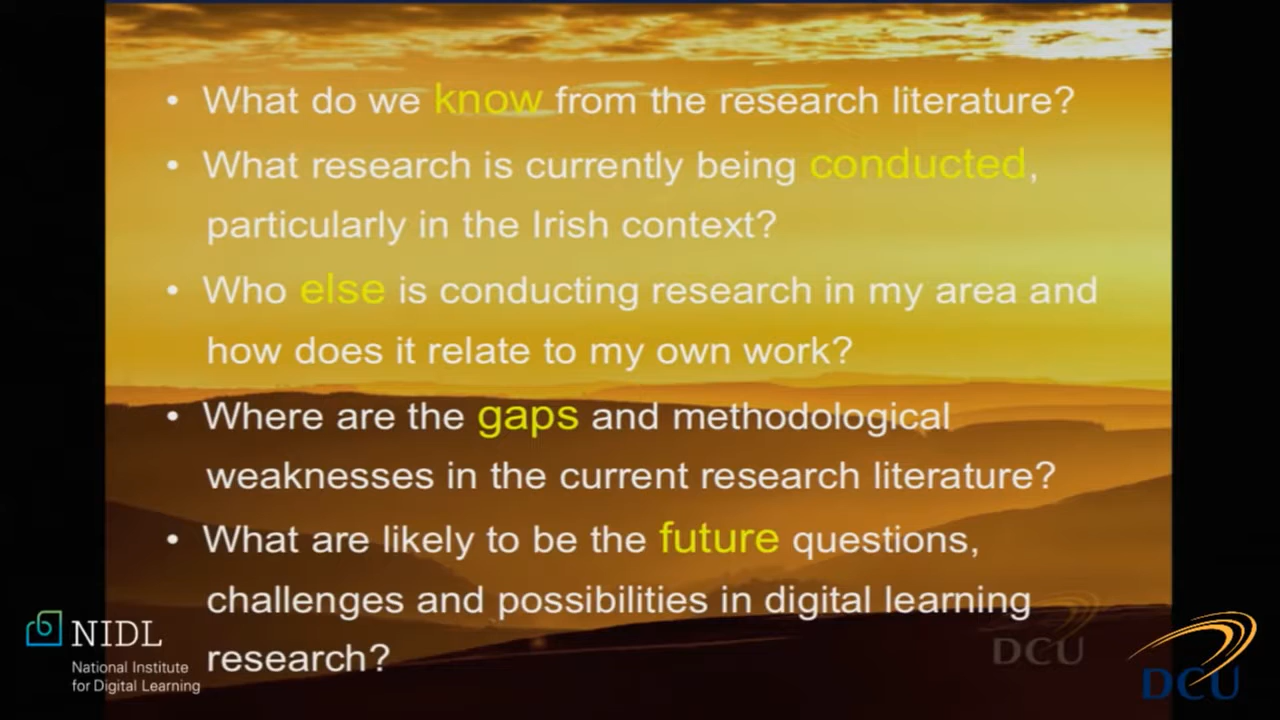 • What do we know from the research literature?
• What research is currently being conducted,
particularly in the Irish context?
• Who else is conducting research in my area and
how does it relate to my own work?
• Where are the gaps and methodological
weaknesses in the current research literature?
• What are likely to be the future questions,
challenges and possibilities in digital learning
research?
NIDL
National Institute
for Digital Learning
DCU
DCU